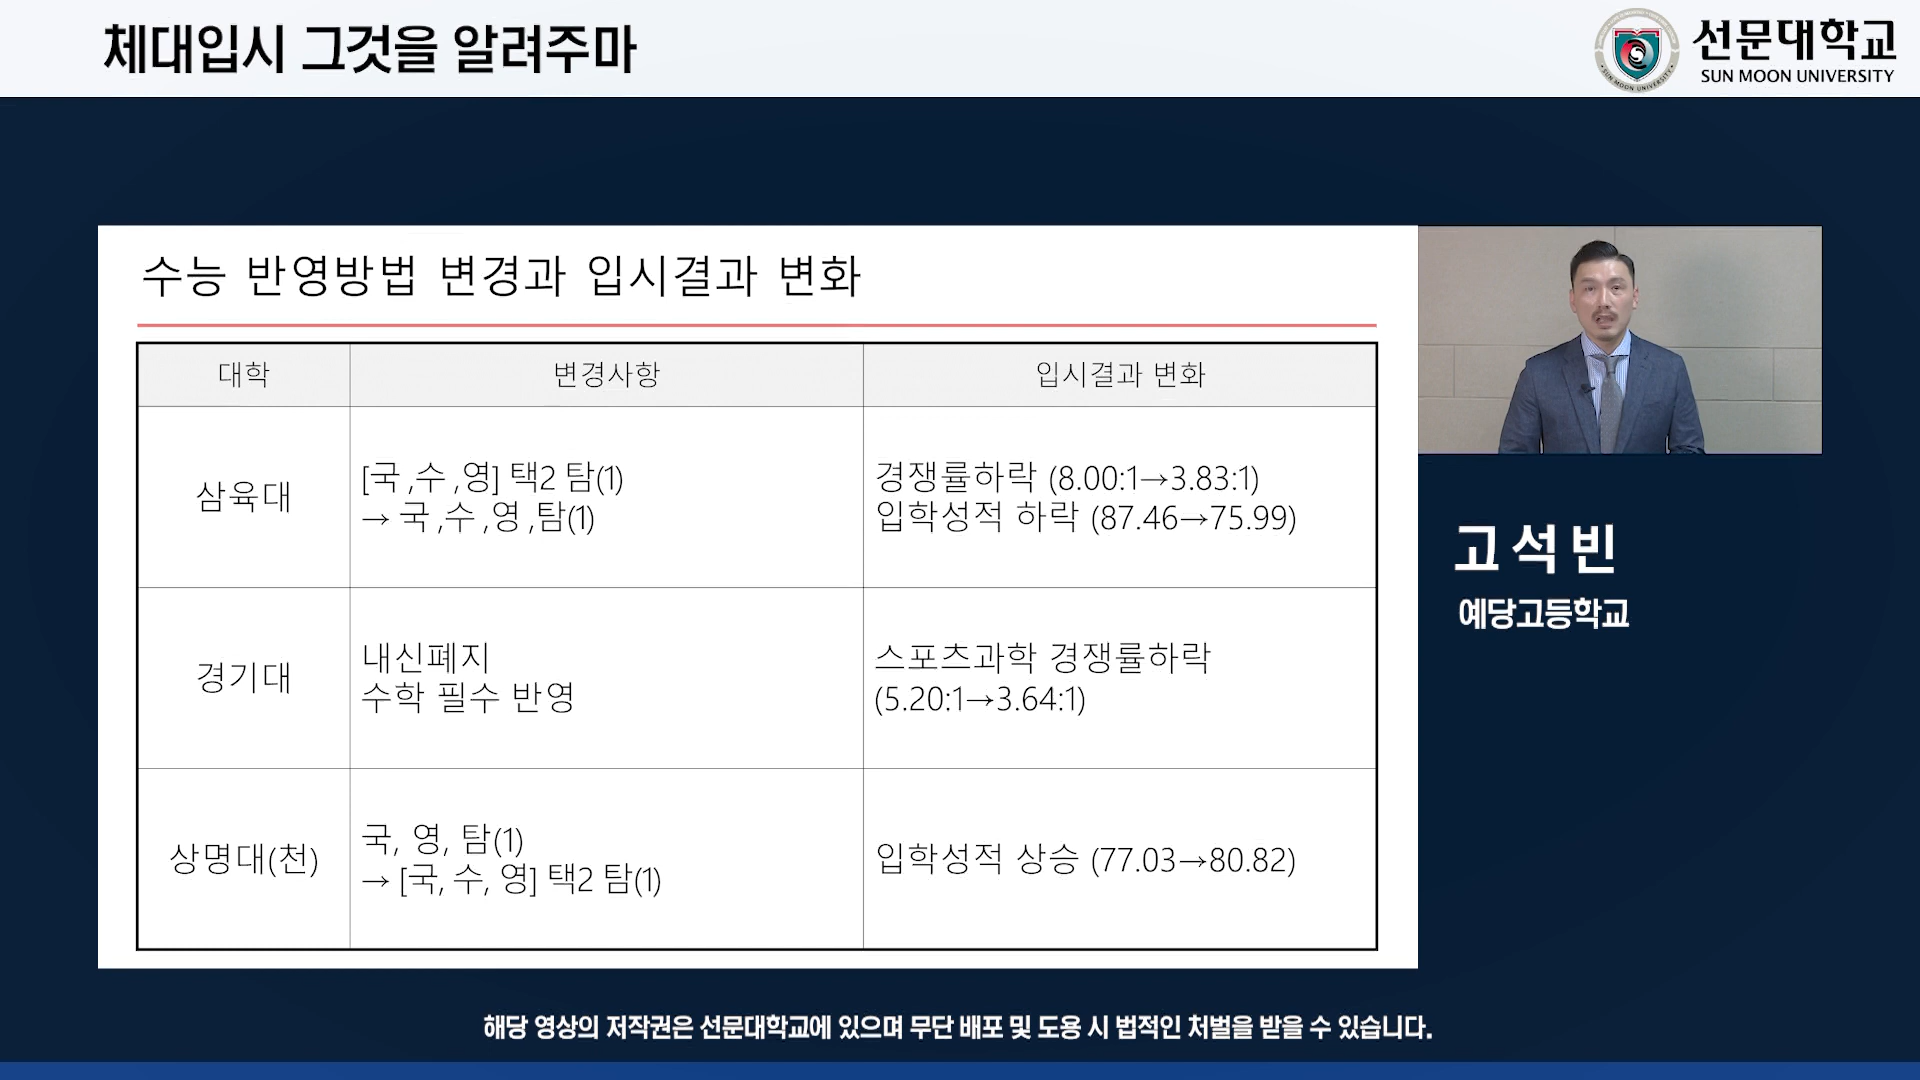 체대입시 그것을 알려주마
선문대학교
SUN MOON UNIVERSITY
수능 반영방법 변경과 입시결과 변화
대학
변경사항
입시결과 변화
삼육대
[국 ,수 ,영] 택2 탐(1)
→ 국 ,수 ,영 ,탐(1)
경쟁률하락 (8.00:1→3.83:1)
입학성적 하락 (87.46→75.99)
경기대
내신폐지
수학 필수 반영
스포츠과학 경쟁률하락
(5.20:1→3.64:1)
상명대(천)
국, 영, 탐(1)
→ [국, 수, 영] 택2 탐(1)
입학성적 상승 (77.03→80.82)
고석빈
예당고등학교
해당 영상의 저작권은 선문대학교에 있으며 무단 배포 및 도용 시 법적인 처벌을 받을 수 있습니다.